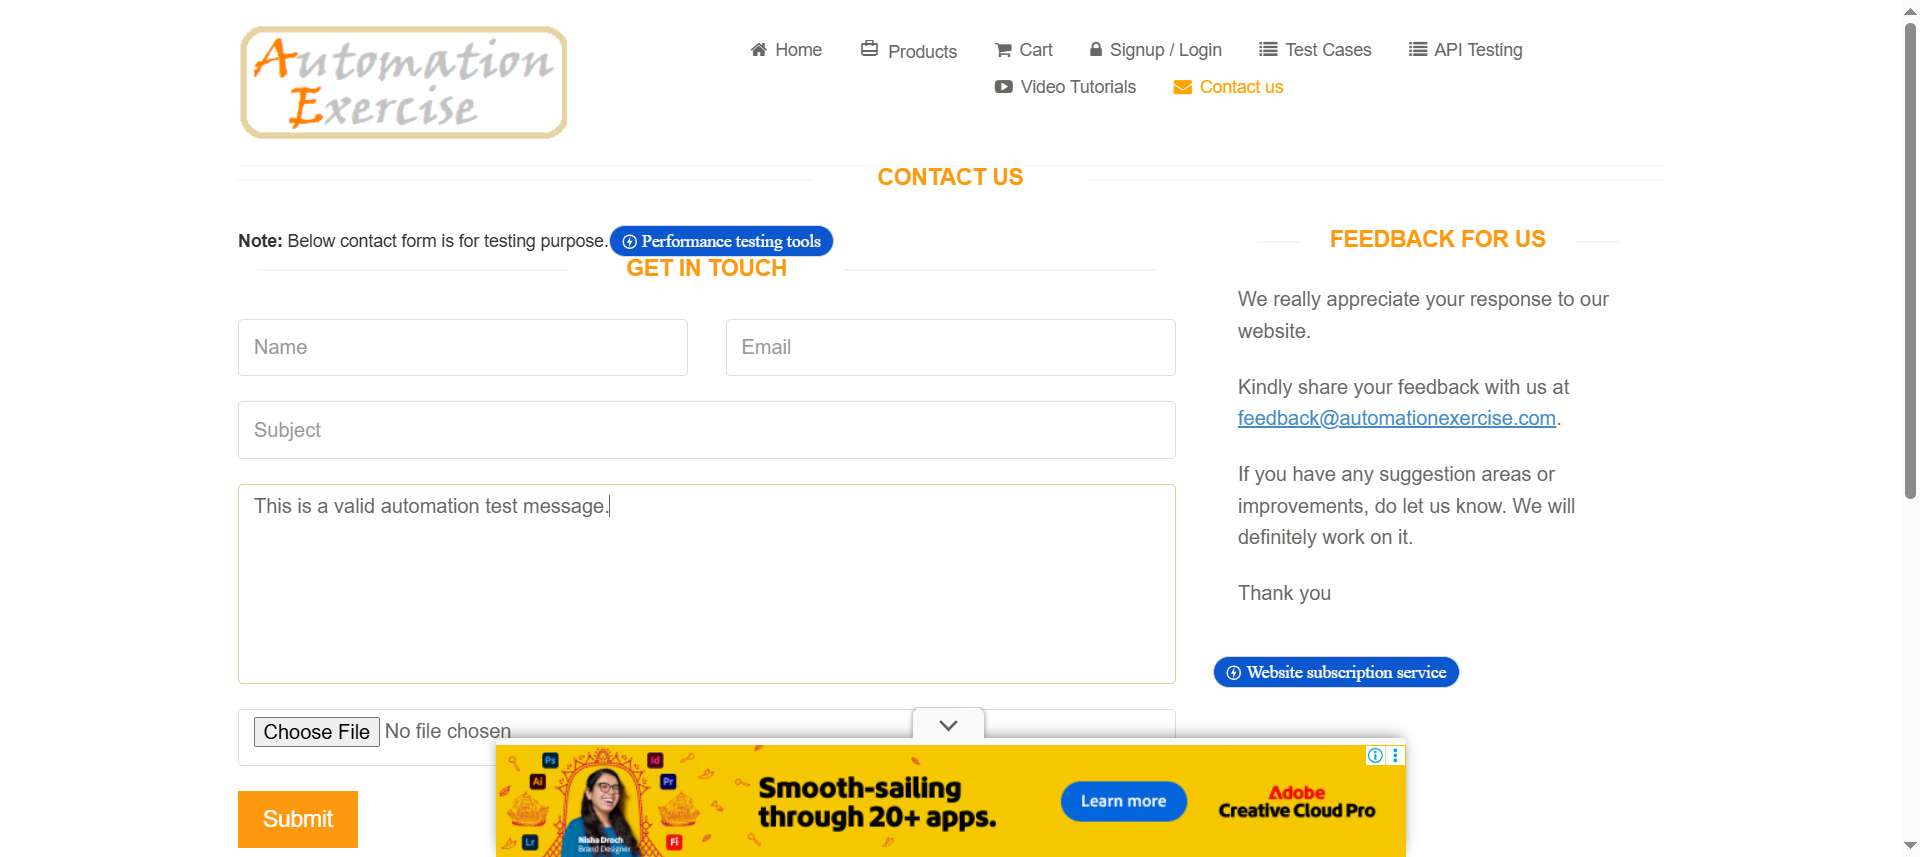 Automation
Exercise
Home
Products
Cart
Signup / Login
Test Cases
API Testing
Video Tutorials
Contact us
CONTACT US
Note: Below contact form is for testing purpose.
Performance testing tools
GET IN TOUCH
Name
Email
Subject
This is a valid automation test message.
Choose File No file chosen
Submit
FEEDBACK FOR US
We really appreciate your response to our
website.
Kindly share your feedback with us at
feedback@automationexercise.com.
If you have any suggestion areas or
improvements, do let us know. We will
definitely work on it.
Thank you
Website subscription service
Ps
Id
Ai
Pr
Lr
Fi
Nisha Droch
Brand Designer
Smooth-sailing
through 20+ apps.
Learn more
Adobe
Creative Cloud Pro